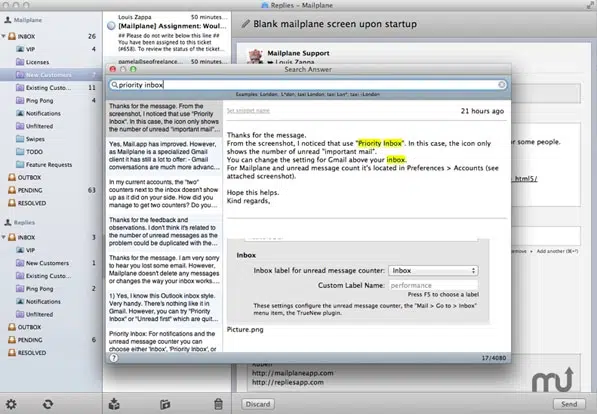 Replies – Mailplane
Mailplane
INBOX 26
VIP 4
Licenses
New Customers 7
Existing Custo... 11
Ping Pong 4
Notifications
Unfiltered
Swipes
TODO
Feature Requests
OUTBOX
PENDING 63
RESOLVED
Replies
INBOX 3
VIP
New Customers 1
Existing Custo...
Ping Pong 2
Notifications
Unfiltered
OUTBOX
PENDING 6
RESOLVED
Louis Zappa 50 minutes...
[Mailplane] Assignment: Woul...
## Please do not write below this line ##
You have been assigned to this ticket
(#658). To review the status of the ticket...
pamela@seofreelance... 50 minutes...
Blank mailplane screen upon startup
Mailplane Support
Louis Zappa
Search Answer
priority inbox
Thanks for the message. From the
screenshot, I noticed that use "Priority
Inbox". In this case, the icon only shows
the number of unread "important mail"...
Yes, Mail.app has improved. However,
as Mailplane is a specialized Gmail
client it has still a lot to offer: - Gmail
conversations are much more advanc...
In my current accounts, the "two"
counters next to the inbox doesn't show
up as it did on your side. How did you
manage to get two counters? Do you...
Thanks for the feedback and
observations. I don't think it's related to
the number of unread messages as the
problem could be duplicated with the...
Thanks for the message. I am very sorry
to hear you lost some email. However,
Mailplane doesn't delete any messages
or changes the way your inbox works....
1) Yes, I know this Outlook inbox style.
Very handy. There's nothing like it in
Gmail. However, you can try "Priority
Inbox" or "Unread first" which are quit...
Priority Inbox: For notifications and the
unread message counter you can
choose either 'Inbox', 'Priority Inbox', or
Set snippet name 21 hours ago
Thanks for the message.
From the screenshot, I noticed that use "Priority Inbox". In this case, the icon only
shows the number of unread "important mail".
You can change the setting for Gmail above your inbox.
For Mailplane and unread message count it's located in Preferences > Accounts (see
attached screenshot).
Hope this helps.
Kind regards,
Inbox
Inbox label for unread message counter: Inbox
Custom Label Name: performance
Press F5 to choose a label
These settings configure the unread message counter, the "Mail > Go to > Inbox"
menu item, the TrueNew plugin.
Picture.png
17/4080
for some people.
html5/
Remove • Add another
http://mailplaneapp.com
http://repliesapp.com
Discard
Send